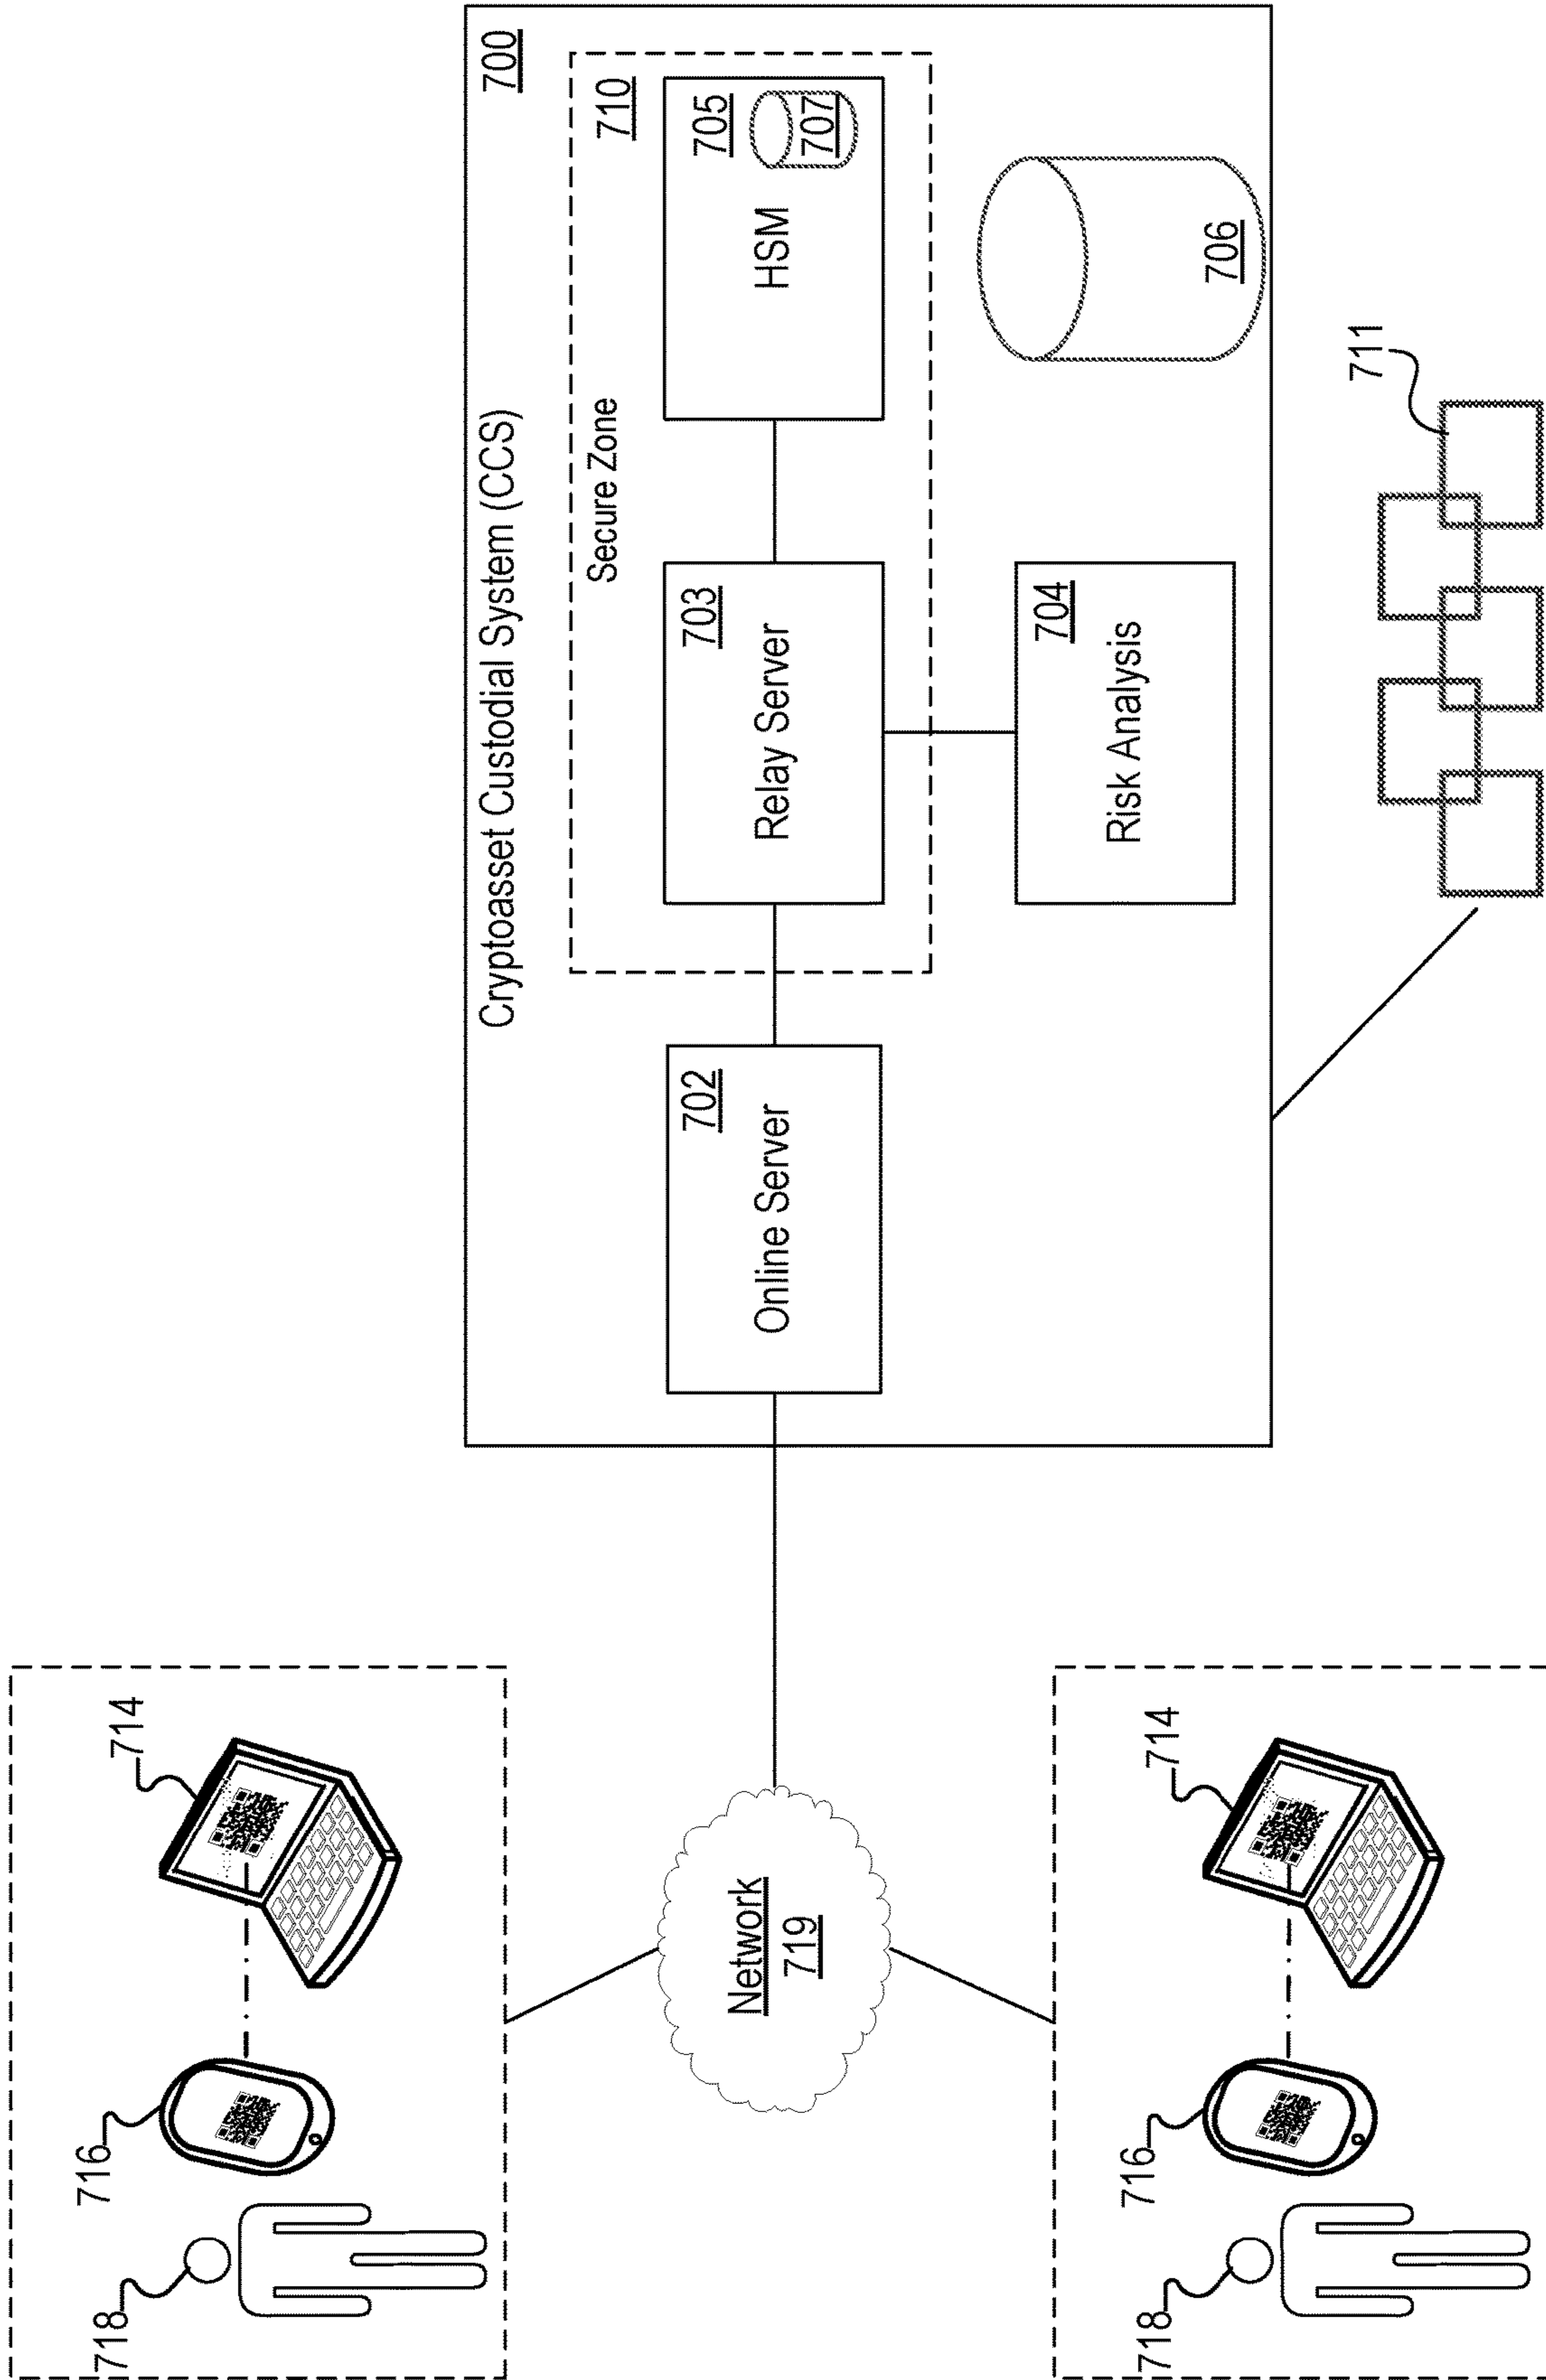 718
716
714
718
716
714
Network
719
Cryptoasset Custodial System (CCS)
700
Secure Zone
710
702
Online Server
703
Relay Server
705
HSM
707
704
Risk Analysis
706
711